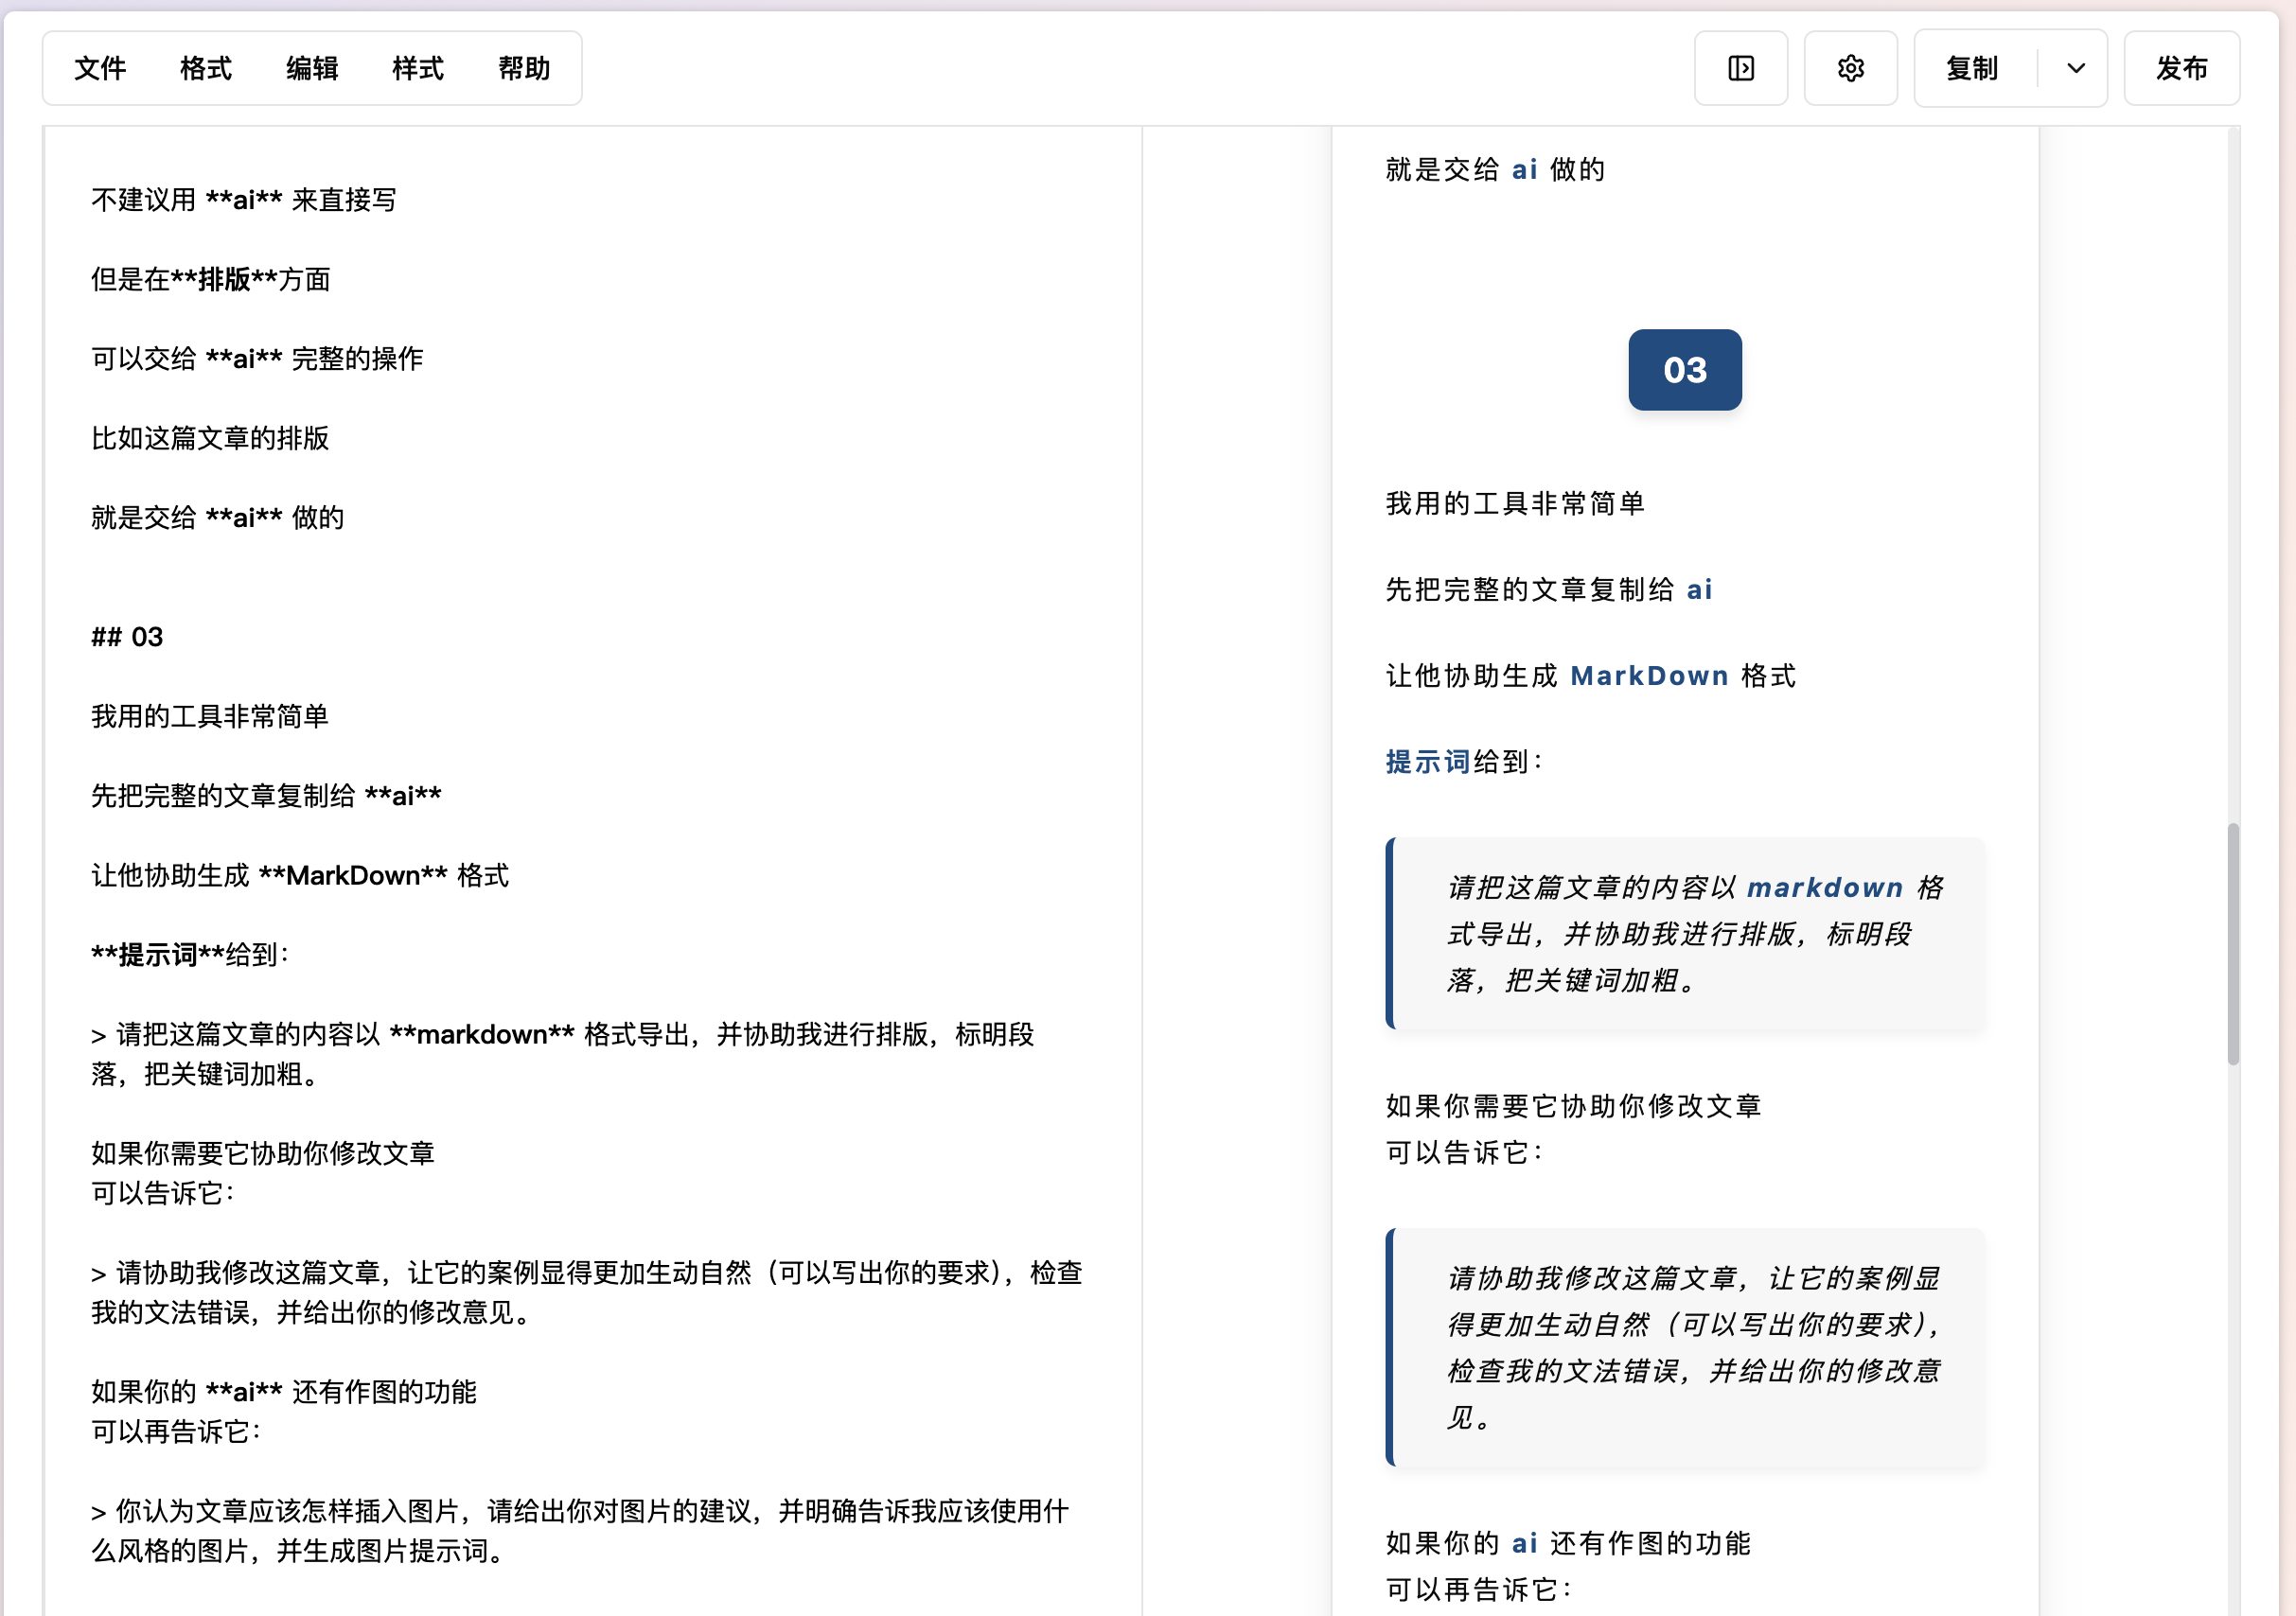 文件 格式 编辑 样式 帮助 复制 发布
不建议用 **ai** 来直接写
但是在**排版**方面
可以交给 **ai** 完整的操作
比如这篇文章的排版
就是交给 **ai** 做的
## 03
我用的工具非常简单
先把完整的文章复制给 **ai**
让他协助生成 **MarkDown** 格式
**提示词**给到：
> 请把这篇文章的内容以 **markdown** 格式导出，并协助我进行排版，标明段
落，把关键词加粗。
如果你需要它协助你修改文章
可以告诉它：
> 请协助我修改这篇文章，让它的案例显得更加生动自然（可以写出你的要求），检查
我的文法错误，并给出你的修改意见。
如果你的 **ai** 还有作图的功能
可以再告诉它：
> 你认为文章应该怎样插入图片，请给出你对图片的建议，并明确告诉我应该使用什
么风格的图片，并生成图片提示词。
就是交给 ai 做的
03
我用的工具非常简单
先把完整的文章复制给 ai
让他协助生成 MarkDown 格式
提示词给到：
请把这篇文章的内容以 markdown 格
式导出，并协助我进行排版，标明段
落，把关键词加粗。
如果你需要它协助你修改文章
可以告诉它：
请协助我修改这篇文章，让它的案例显
得更加生动自然（可以写出你的要求），
检查我的文法错误，并给出你的修改意
见。
如果你的 ai 还有作图的功能
可以再告诉它：